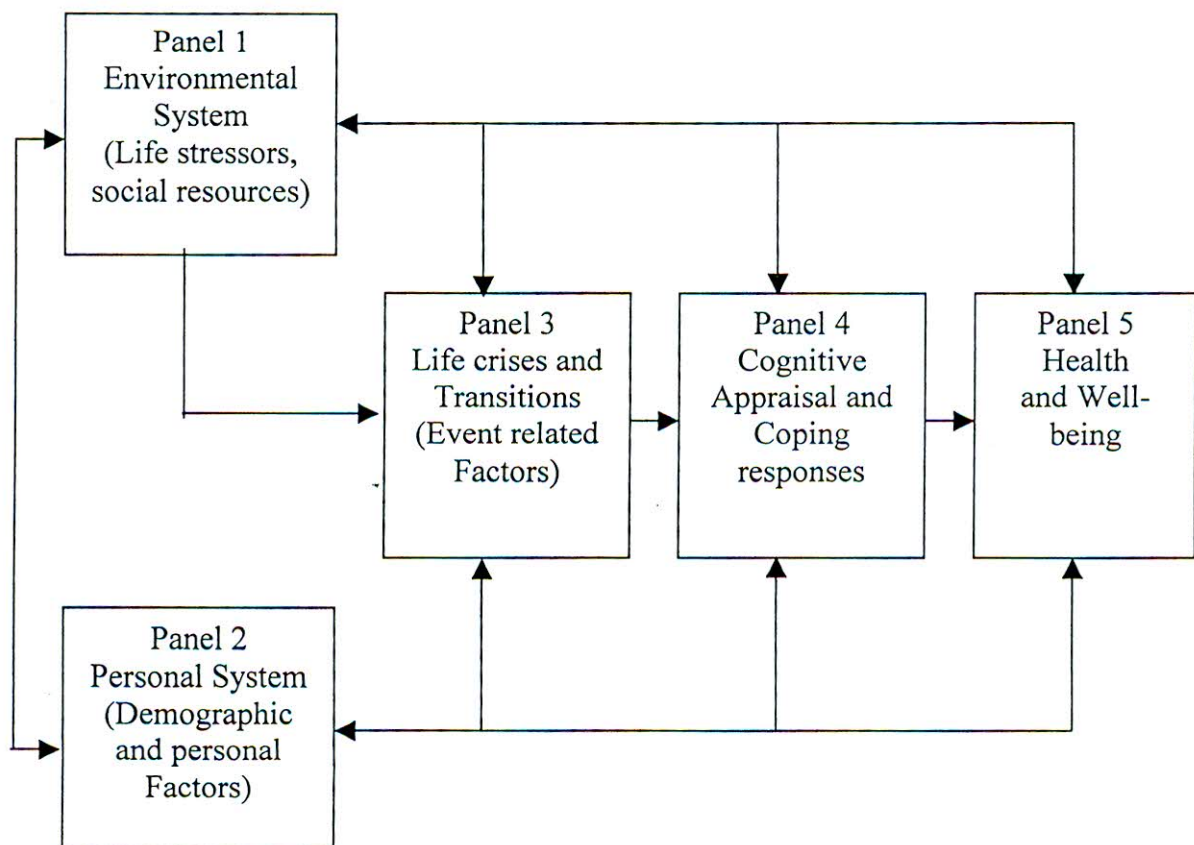 Panel 1
Environmental
System
(Life stressors,
social resources)
Panel 3
Life crises and
Transitions
(Event related
Factors)
Panel 4
Cognitive
Appraisal and
Coping
responses
Panel 5
Health
and Well-
being
Panel 2
Personal System
(Demographic
and personal
Factors)